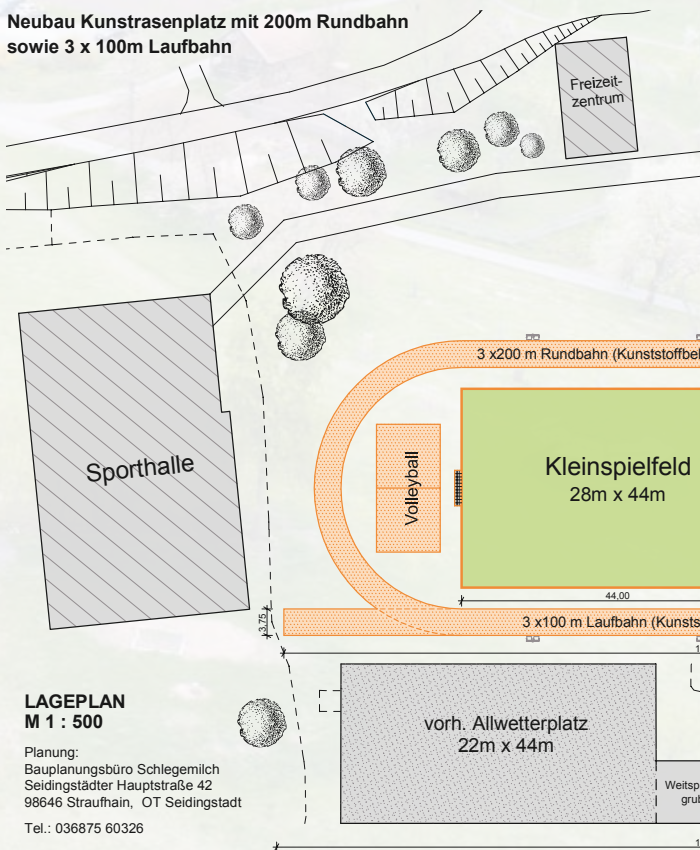 Neubau Kunstrasenplatz mit 200m Rundbahn
sowie 3 x 100m Laufbahn
Freizeit-
zentrum
3 x200 m Rundbahn (Kunststoffbel
Sporthalle
Volleyball
Kleinspielfeld
28m x 44m
44,00
3,75
3 x100 m Laufbahn (Kunsts
1
LAGEPLAN
M 1 : 500
Planung:
Bauplanungsbüro Schlegemilch
Seidingstädter Hauptstraße 42
98646 Straufhain, OT Seidingstadt
Tel.: 036875 60326
vorh. Allwetterplatz
22m x 44m
Weitsp
grub
1